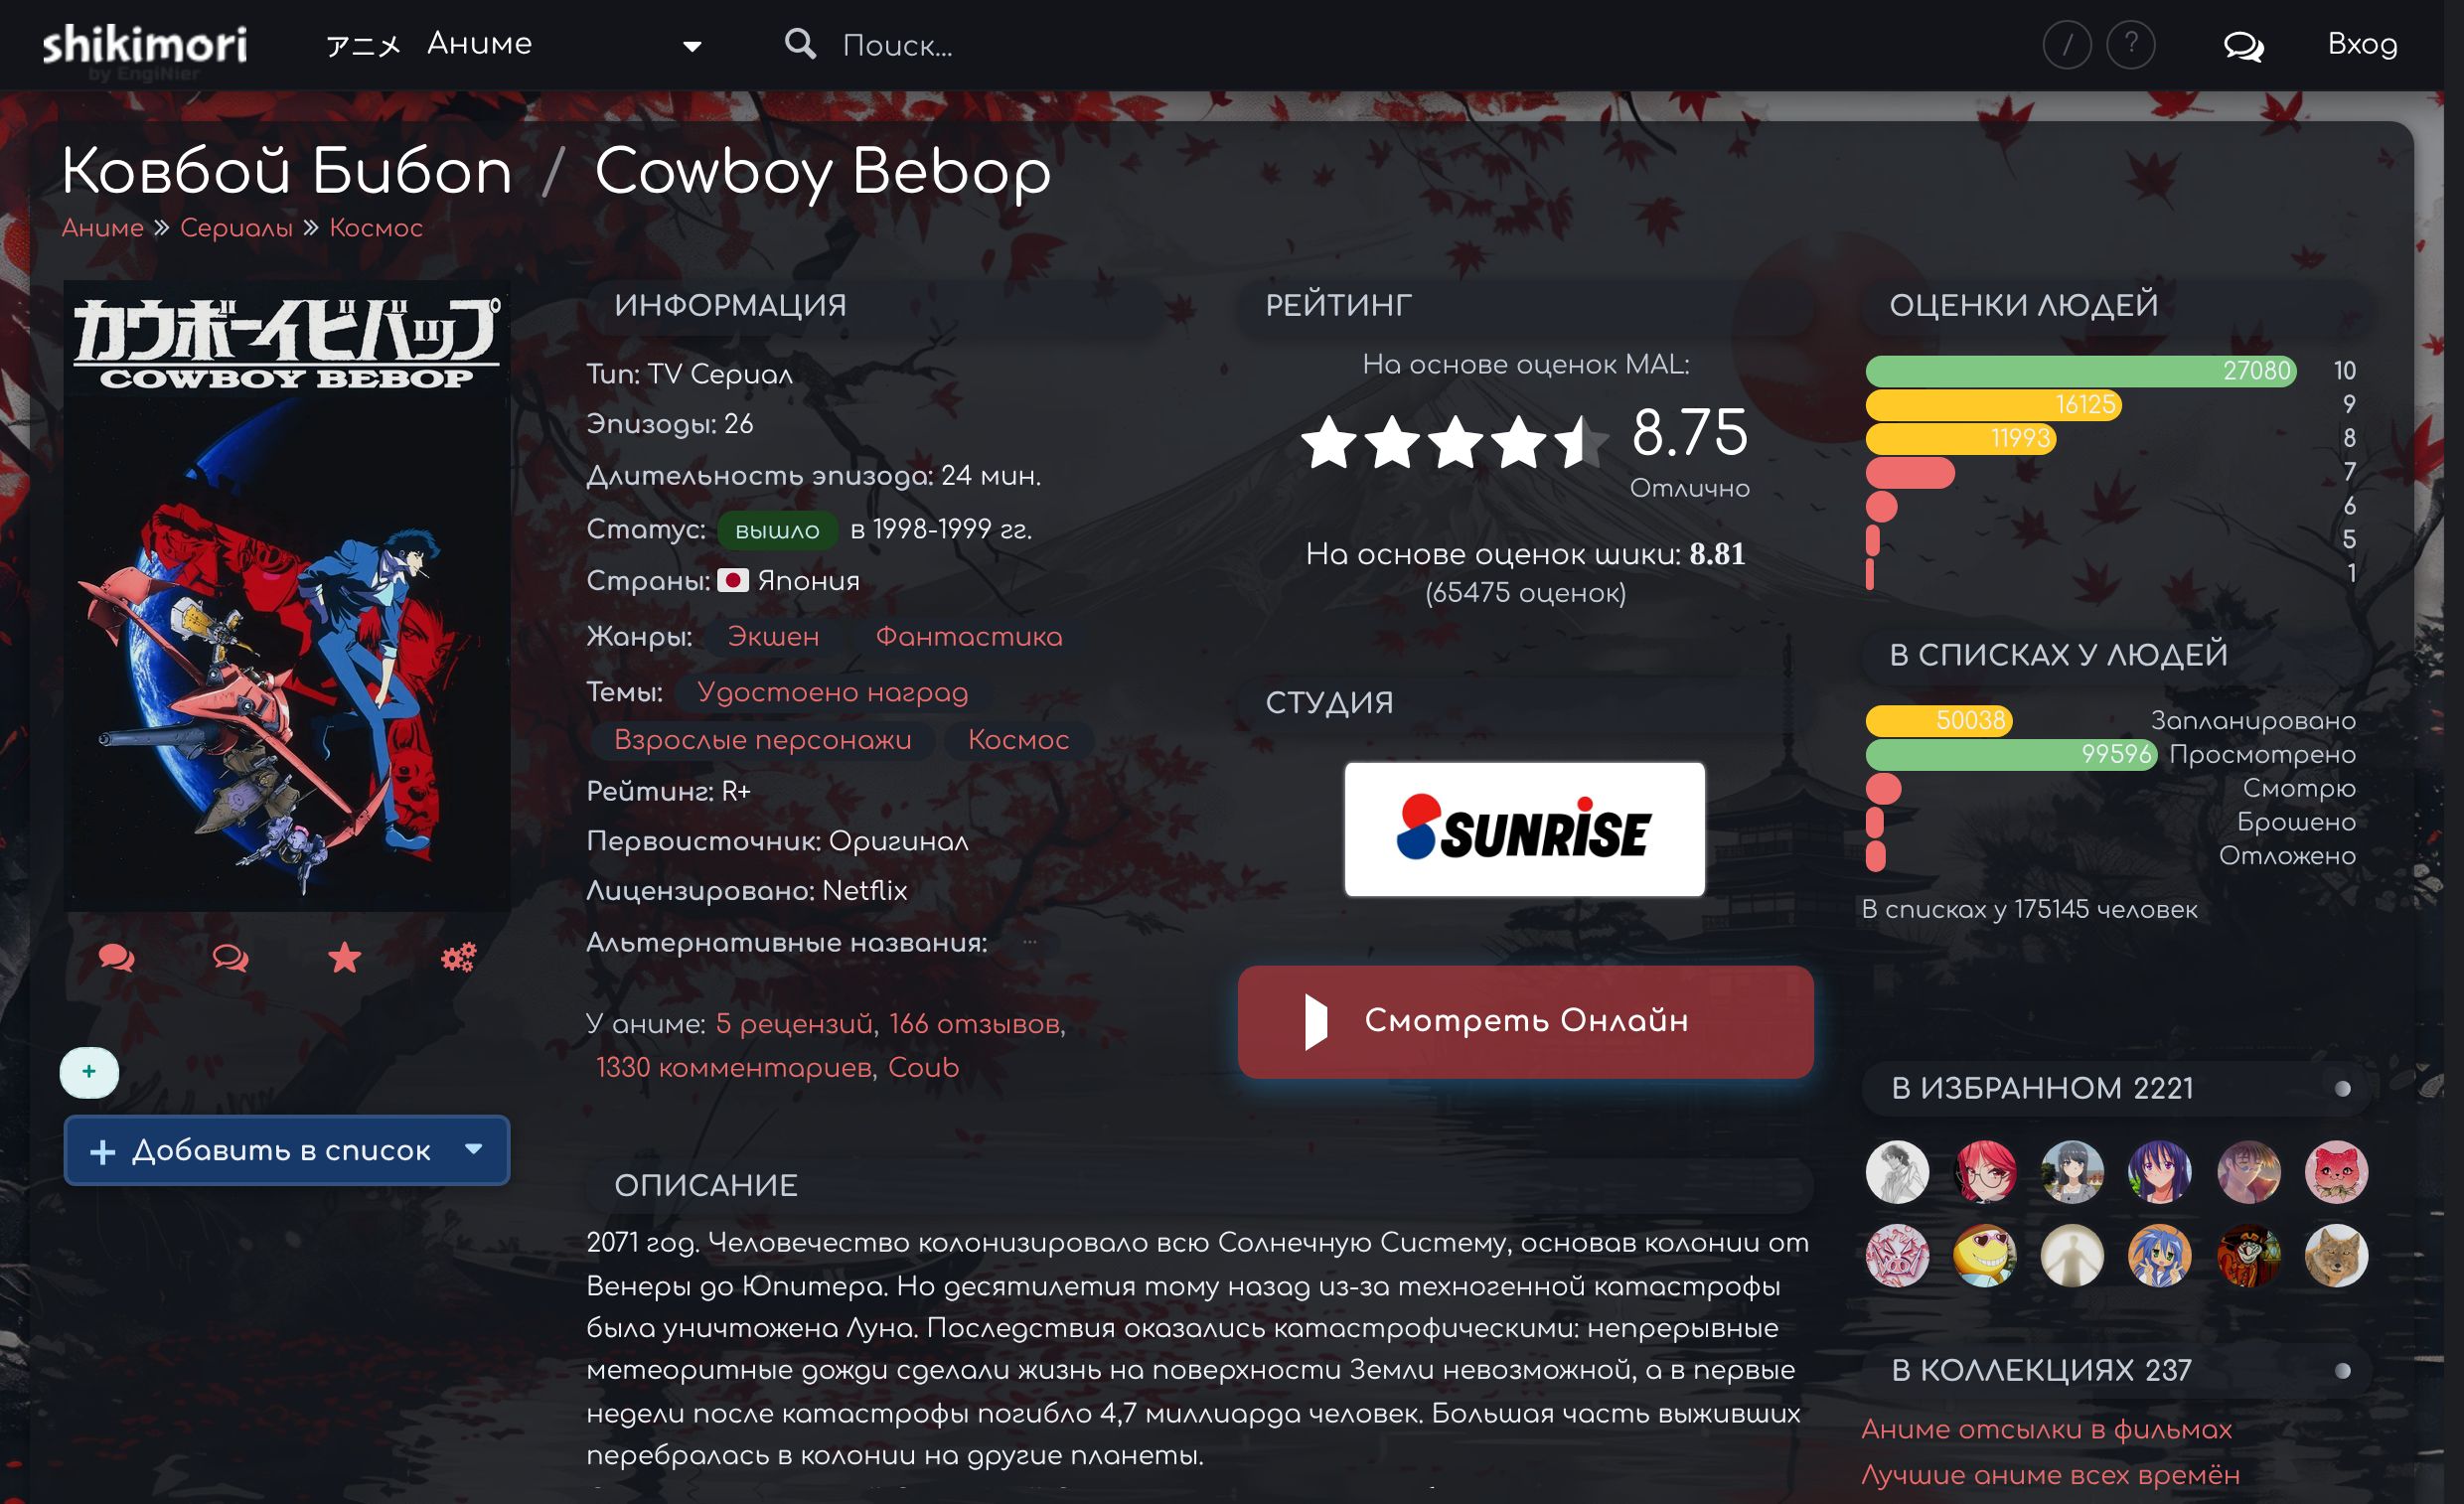 shikimori
by EngiNier
アニメ Аниме
Поиск...
/ ?
Вход
Ковбой Бибоп / Cowboy Bebop
Аниме » Сериалы » Космос
カウボーイビバップ
COWBOY BEBOP
Добавить в список
ИНФОРМАЦИЯ
Тип: TV Сериал
Эпизоды: 26
Длительность эпизода: 24 мин.
Статус: вышло в 1998-1999 гг.
Страны: Япония
Жанры: Экшен Фантастика
Темы: Удостоено наград
Взрослые персонажи Космос
Рейтинг: R+
Первоисточник: Оригинал
Лицензировано: Netflix
Альтернативные названия: ...
У аниме: 5 рецензий, 166 отзывов,
1330 комментариев, Coub
РЕЙТИНГ
На основе оценок MAL:
8.75
Отлично
На основе оценок шики: 8.81
(65475 оценок)
СТУДИЯ
SUNRISE
Смотреть Онлайн
ОЦЕНКИ ЛЮДЕЙ
27080 10
16125 9
11993 8
7
6
5
1
В СПИСКАХ У ЛЮДЕЙ
50038 Запланировано
99596 Просмотрено
Смотрю
Брошено
Отложено
В списках у 175145 человек
В ИЗБРАННОМ 2221
В КОЛЛЕКЦИЯХ 237
Аниме отсылки в фильмах
Лучшие аниме всех времён
ОПИСАНИЕ
2071 год. Человечество колонизировало всю Солнечную Систему, основав колонии от
Венеры до Юпитера. Но десятилетия тому назад из-за техногенной катастрофы
была уничтожена Луна. Последствия оказались катастрофическими: непрерывные
метеоритные дожди сделали жизнь на поверхности Земли невозможной, а в первые
недели после катастрофы погибло 4,7 миллиарда человек. Большая часть выживших
перебралась в колонии на другие планеты.